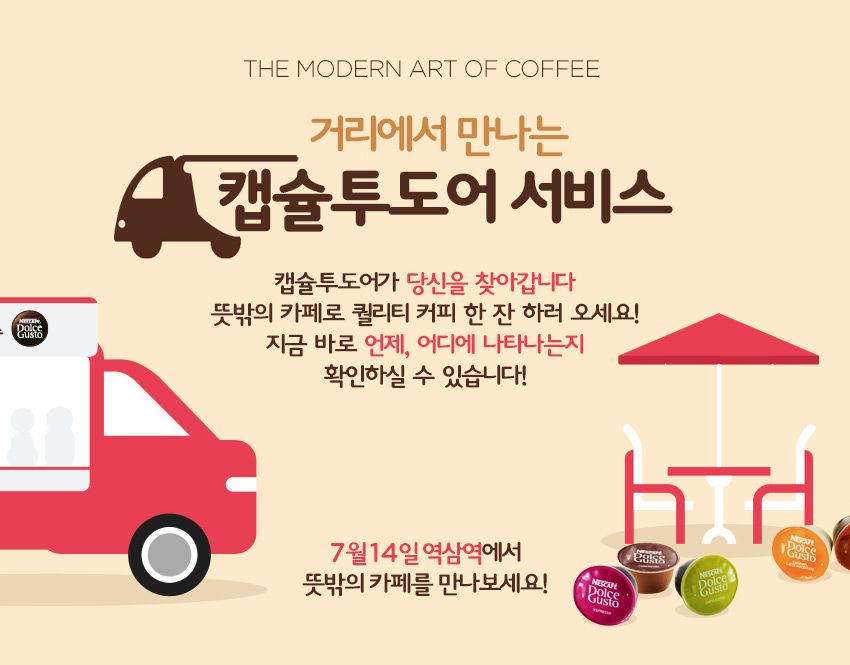 THE MODERN ART OF COFFEE
거리에서 만나는
캡슐투도어 서비스
캡슐투도어가 당신을 찾아갑니다
뜻밖의 카페로 퀄리티 커피 한 잔 하러 오세요!
지금 바로 언제, 어디에 나타나는지
확인하실 수 있습니다!
NESCAFÉ
Dolce
Gusto
7월14일 역삼역에서
뜻밖의 카페를 만나보세요!
NESCAFÉ
Dolce
Gusto
ESPRESSO
NESCAFÉ
Dolce
Gusto
NESCAFÉ
Dolce
Gusto
NESCAFÉ
Dolce
Gusto
CARAMEL
LATTE MACCHIATO